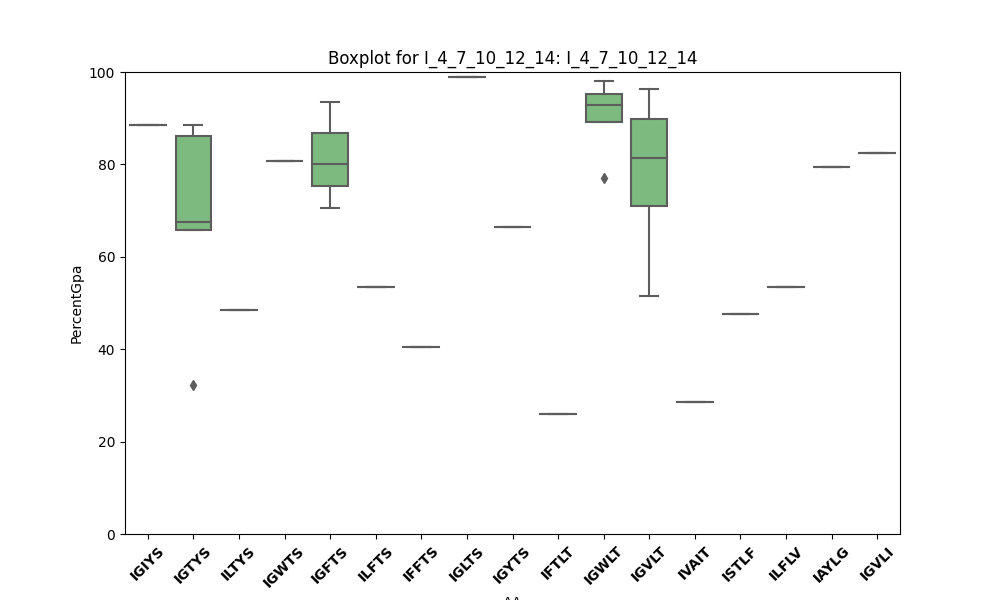 Boxplot for I_4_7_10_12_14: I_4_7_10_12_14
PercentGpa
100
80
60
40
20
0
IGIYS
IGTYS
ILTYS
IGWTS
IGFTS
ILFTS
IFFTS
IGLTS
IGYTS
IFTLT
IGWLT
IGVLT
IVAIT
ISTLF
ILFLV
IAYLG
IGVLI